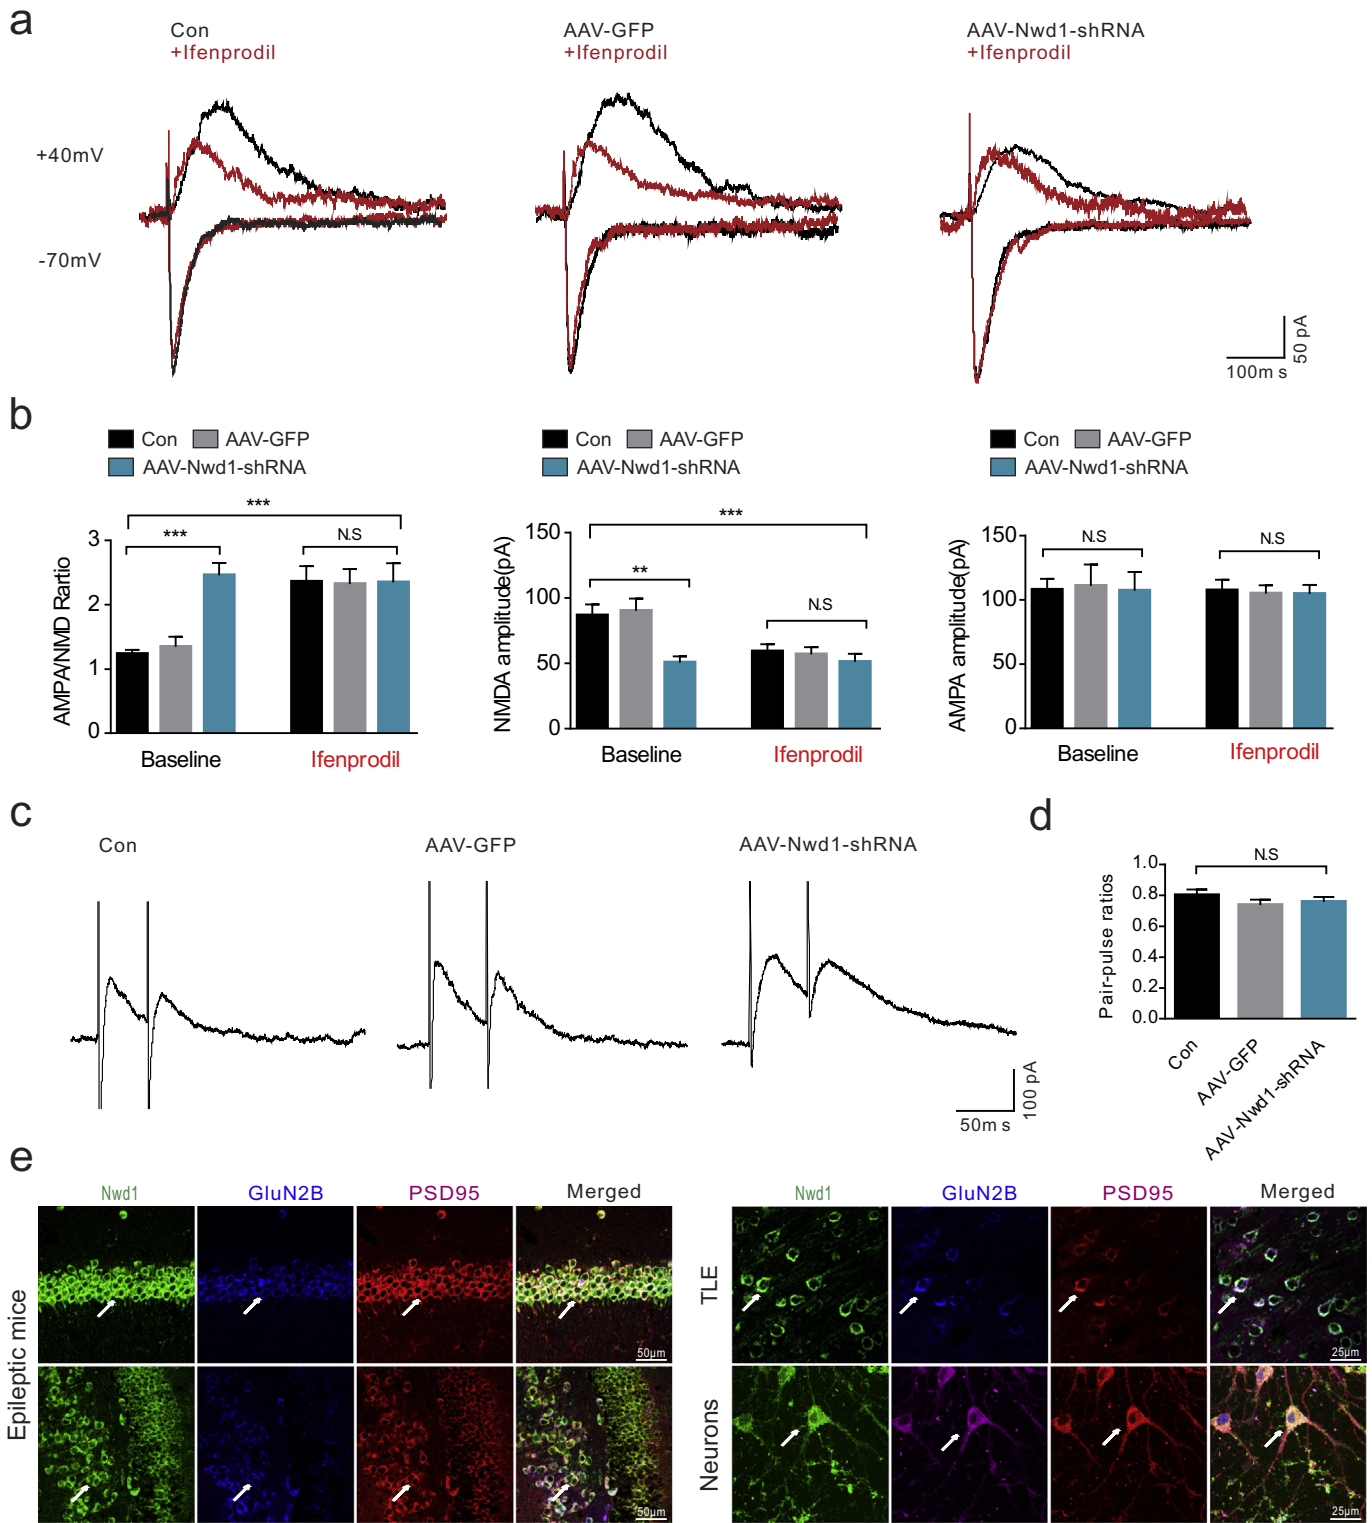 a
Con
+Ifenprodil
AAV-GFP
+Ifenprodil
AAV-Nwd1-shRNA
+Ifenprodil
+40mV
-70mV
50 pA
100m s
b
Con AAV-GFP
AAV-Nwd1-shRNA
Con AAV-GFP
AAV-Nwd1-shRNA
Con AAV-GFP
AAV-Nwd1-shRNA
AMPA/NMD Rartio
3
2
1
0
***
***
N.S
Baseline
Ifenprodil
NMDA amplitude(pA)
150
100
50
0
***
**
N.S
Baseline
Ifenprodil
AMPA amplitude(pA)
150
100
50
0
N.S
N.S
Baseline
Ifenprodil
c
Con
AAV-GFP
AAV-Nwd1-shRNA
100 pA
50m s
d
Pair-pulse ratios
1.0
0.8
0.6
0.4
0.2
0.0
N.S
Con
AAV-GFP
AAV-Nwd1-shRNA
e
Nwd1 GluN2B PSD95 Merged
Epileptic mice
50μm
50μm
Nwd1 GluN2B PSD95 Merged
TLE
25μm
Neurons
25μm